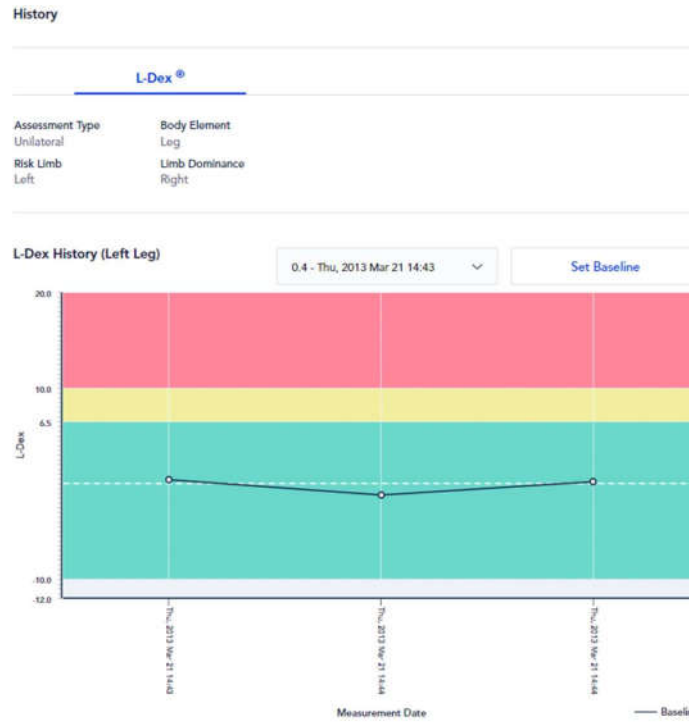 History
L-Dex ®
Assessment Type Body Element
Unilateral Leg
Risk Limb Limb Dominance
Left Right
L-Dex History (Left Leg)
0.4 - Thu, 2013 Mar 21 14:43
Set Baseline
20.0
10.0
6.5
L-Dex
-10.0
-12.0
Thu, 2013 Mar 21 14:43
Thu, 2013 Mar 21 14:44
Thu, 2013 Mar 21 14:44
Measurement Date